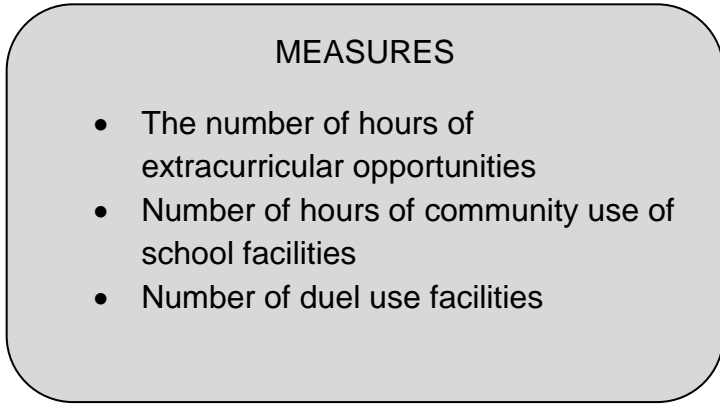 MEASURES
• The number of hours of
extracurricular opportunities
• Number of hours of community use of
school facilities
• Number of duel use facilities